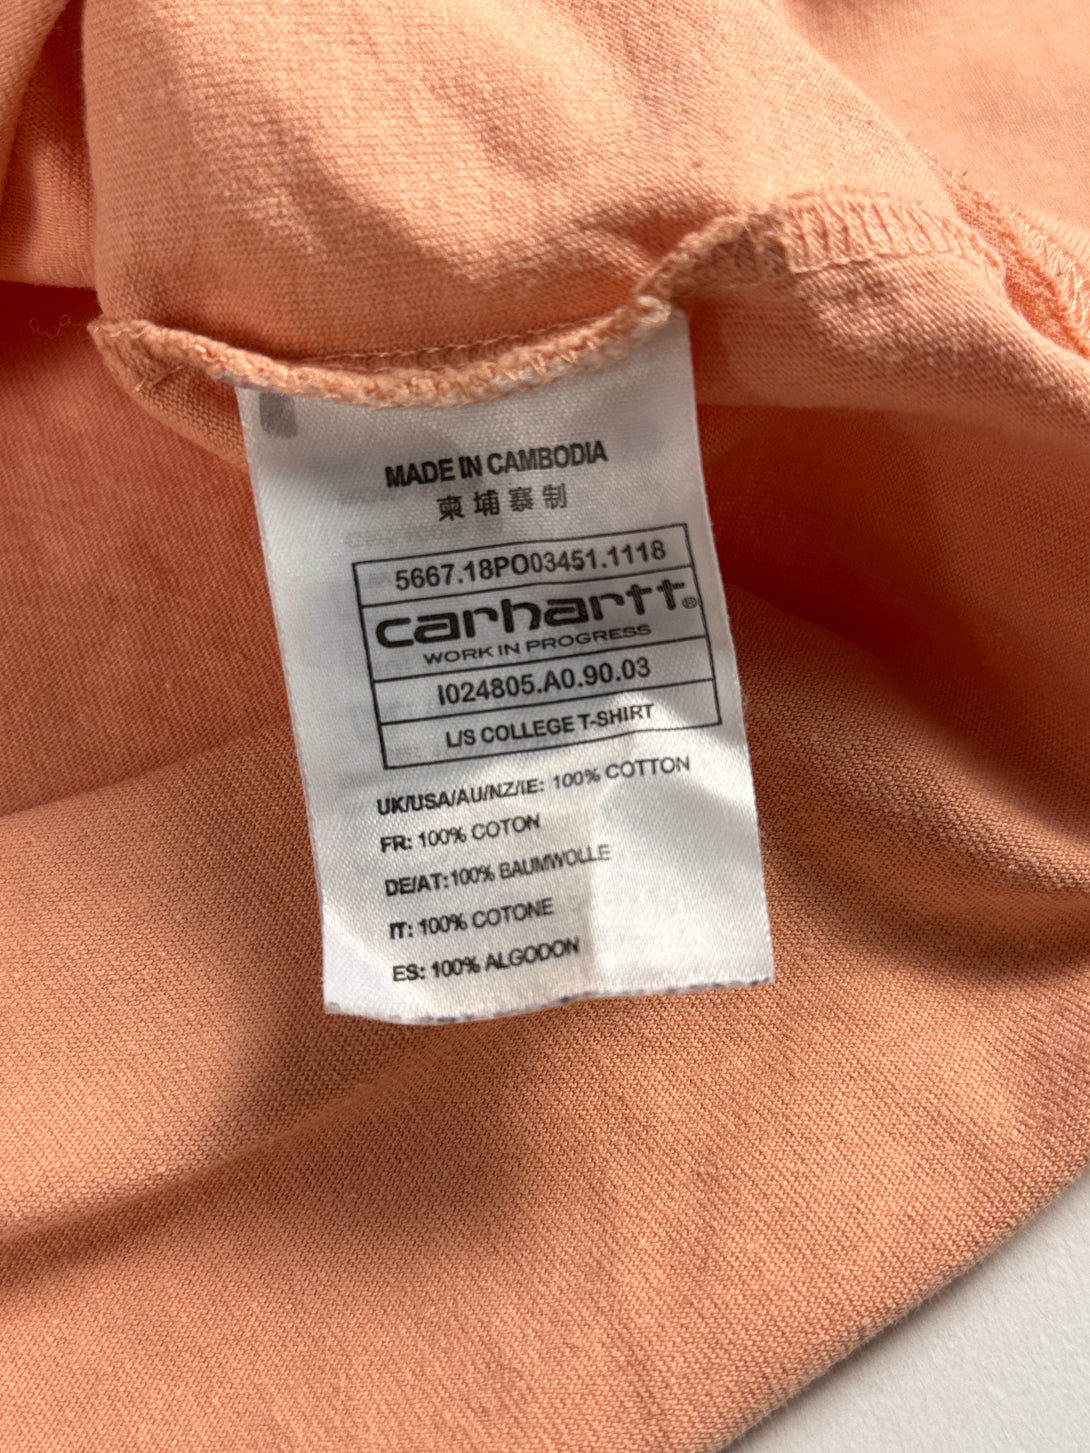 MADE IN CAMBODIA
柬埔寨制
5667.18PO03451.1118
carhartt®
WORK IN PROGRESS
I024805.A0.90.03
L/S COLLEGE T-SHIRT
UK/USA/AU/NZ/IE: 100% COTTON
FR: 100% COTON
DE/AT:100% BAUMWOLLE
IT: 100% COTONE
ES: 100% ALGODON